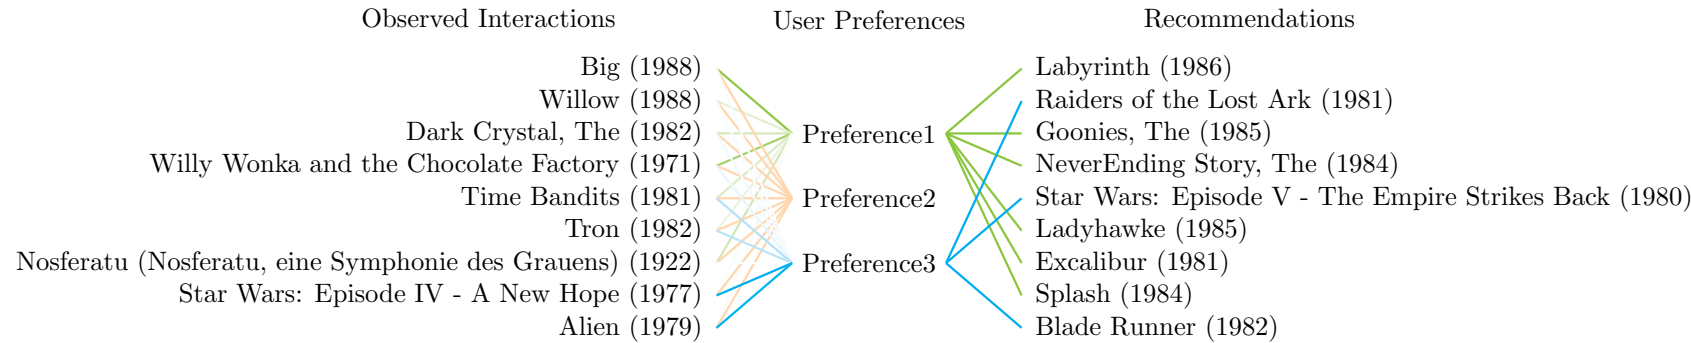 Observed Interactions
User Preferences
Recommendations
Big (1988)
Willow (1988)
Dark Crystal, The (1982)
Willy Wonka and the Chocolate Factory (1971)
Time Bandits (1981)
Tron (1982)
Nosferatu (Nosferatu, eine Symphonie des Grauens) (1922)
Star Wars: Episode IV - A New Hope (1977)
Alien (1979)
Preference1
Preference2
Preference3
Labyrinth (1986)
Raiders of the Lost Ark (1981)
Goonies, The (1985)
NeverEnding Story, The (1984)
Star Wars: Episode V - The Empire Strikes Back (1980)
Ladyhawke (1985)
Excalibur (1981)
Splash (1984)
Blade Runner (1982)